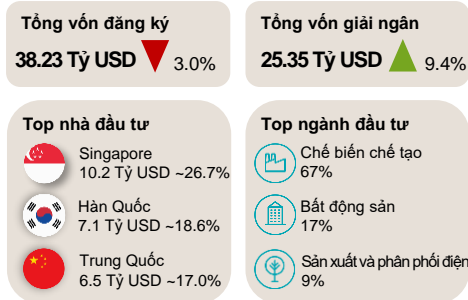 Tổng vốn đăng ký
38.23 Tỷ USD 3.0%
Tổng vốn giải ngân
25.35 Tỷ USD 9.4%
Top nhà đầu tư
Singapore
10.2 Tỷ USD ~26.7%
Hàn Quốc
7.1 Tỷ USD ~18.6%
Trung Quốc
6.5 Tỷ USD ~17.0%
Top ngành đầu tư
Chế biến chế tạo
67%
Bất động sản
17%
Sản xuất và phân phối điện
9%